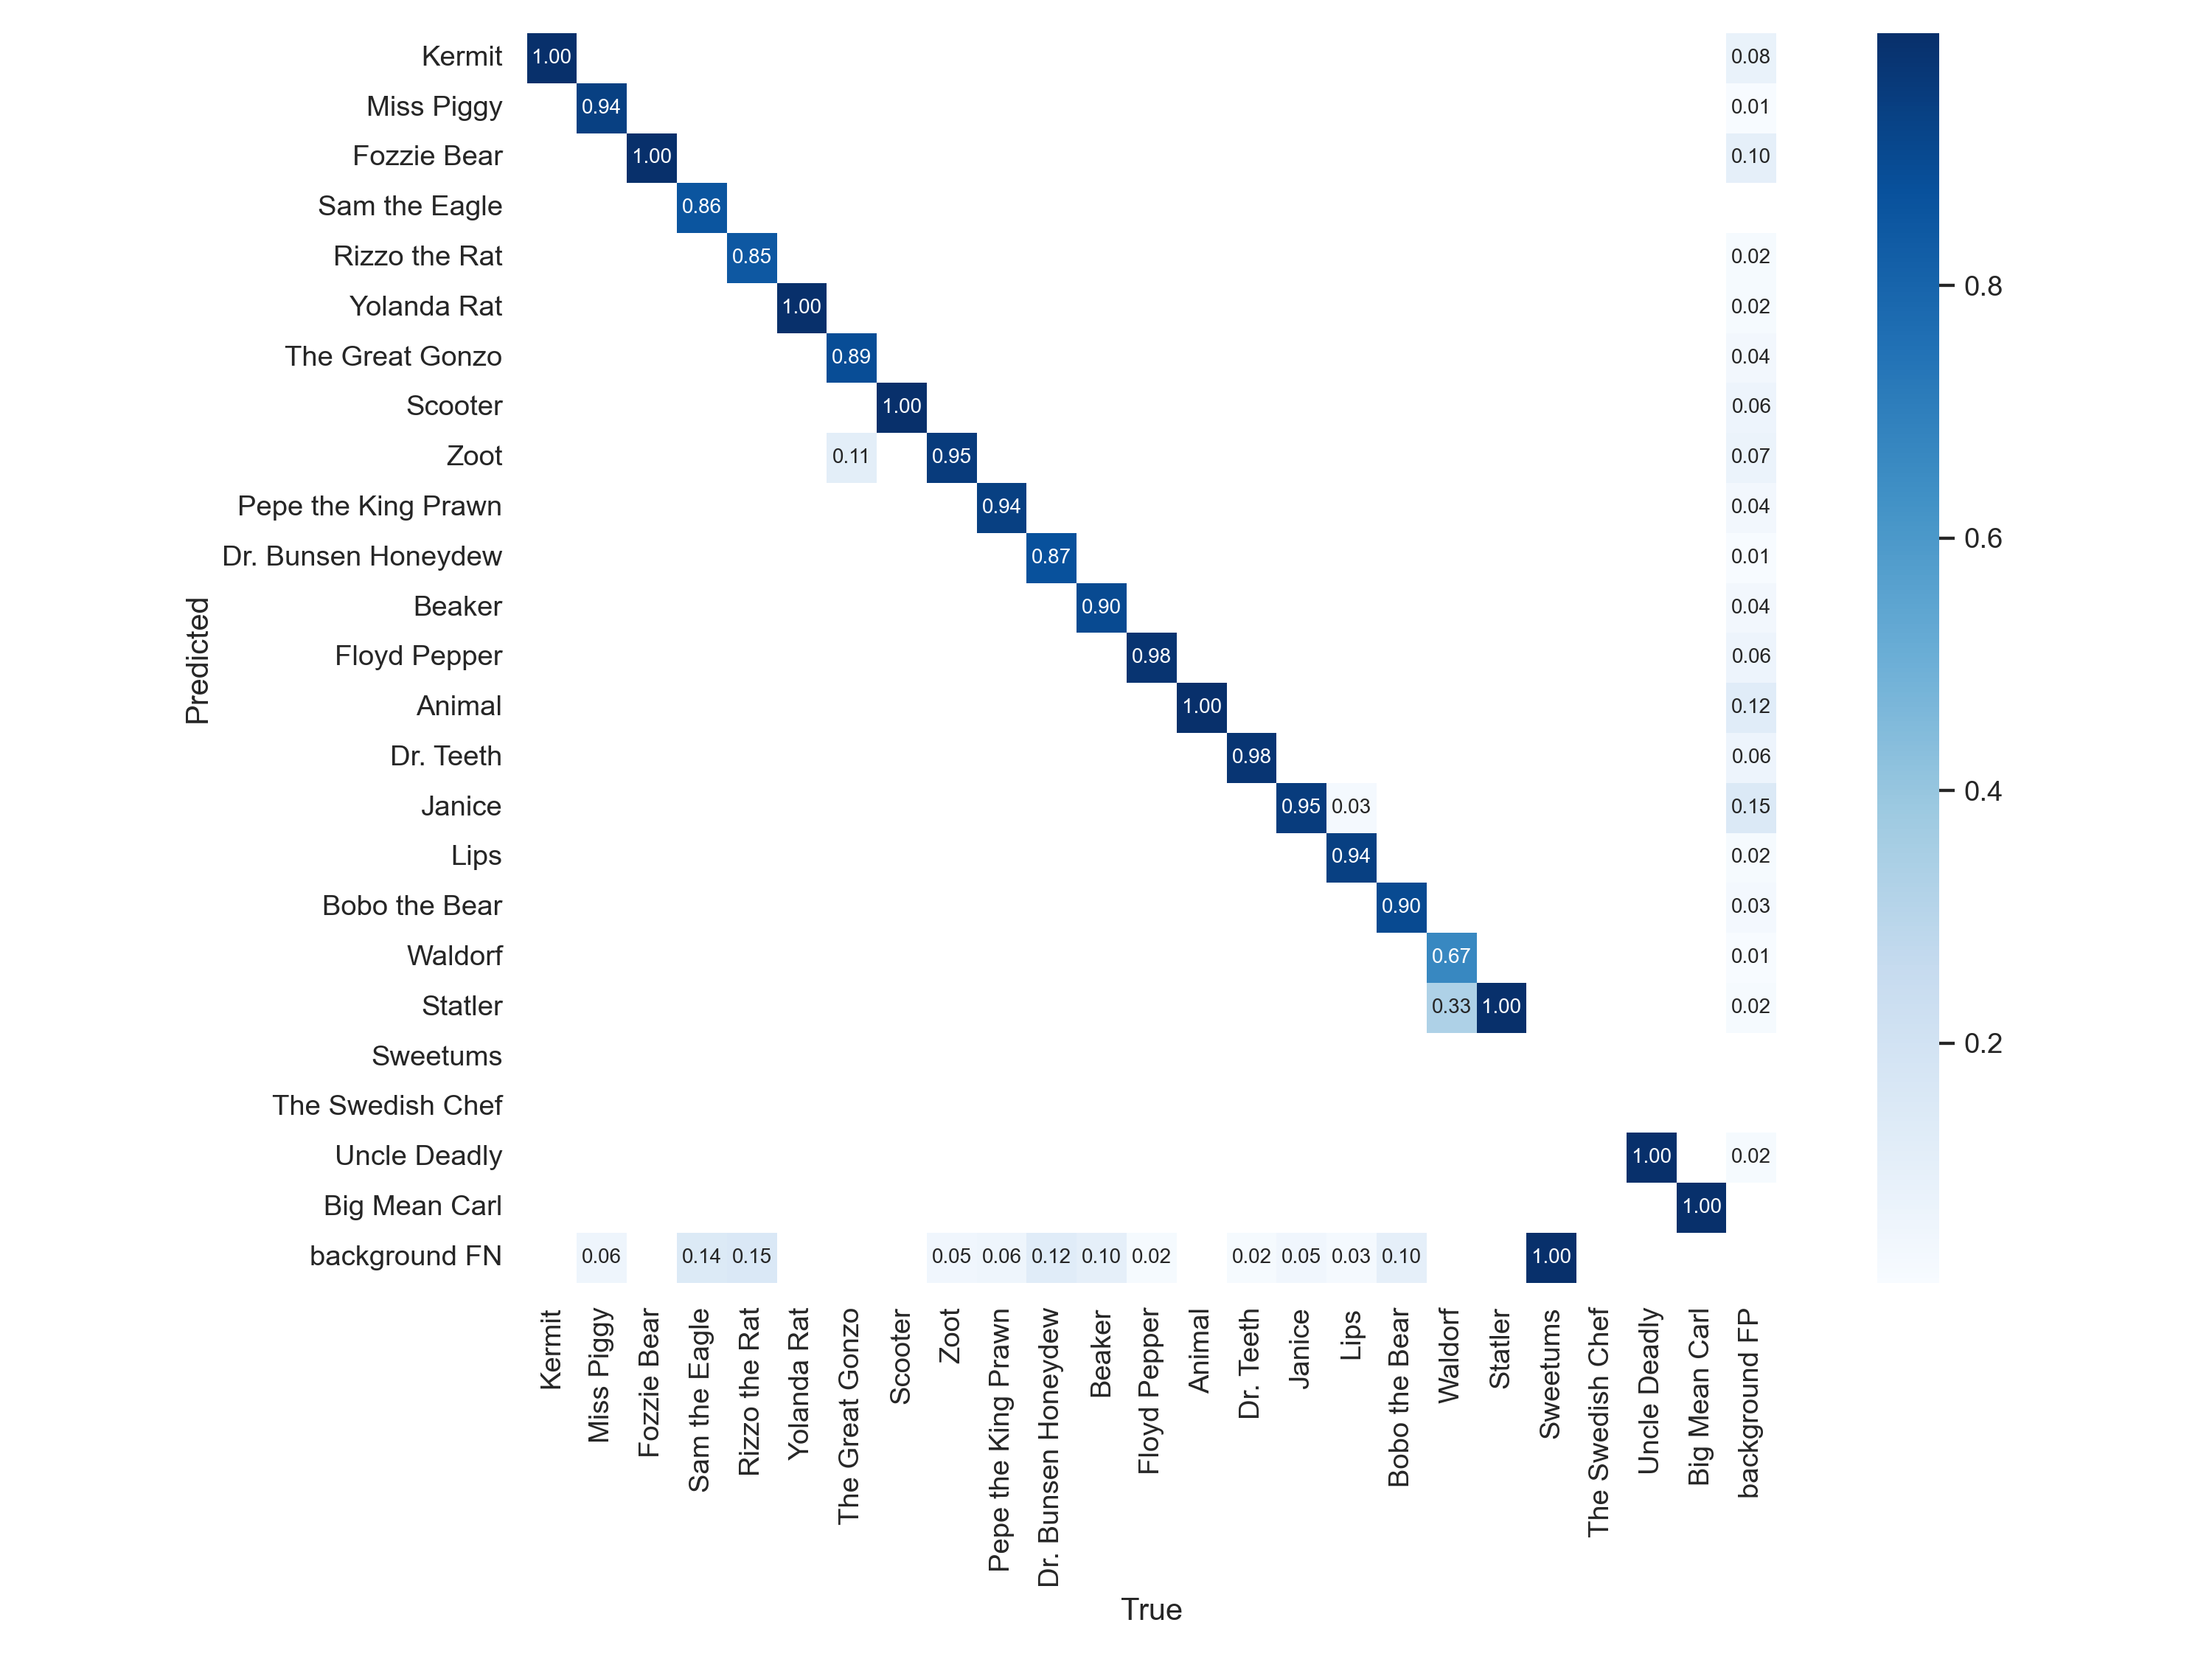 Kermit 1.00 0.08
Miss Piggy 0.94 0.01
Fozzie Bear 1.00 0.10
Sam the Eagle 0.86
Rizzo the Rat 0.85 0.02
Yolanda Rat 1.00 0.02
The Great Gonzo 0.89 0.04
Scooter 1.00 0.06
Zoot 0.11 0.95 0.07
Pepe the King Prawn 0.94 0.04
Dr. Bunsen Honeydew 0.87 0.01
Beaker 0.90 0.04
Floyd Pepper 0.98 0.06
Animal 1.00 0.12
Dr. Teeth 0.98 0.06
Janice 0.95 0.03 0.15
Lips 0.94 0.02
Bobo the Bear 0.90 0.03
Waldorf 0.67 0.01
Statler 0.33 1.00 0.02
Sweetums
The Swedish Chef
Uncle Deadly 1.00 0.02
Big Mean Carl 1.00
background FN 0.06 0.14 0.15 0.05 0.06 0.12 0.10 0.02 0.02 0.05 0.03 0.10 1.00
Predicted
Kermit
Miss Piggy
Fozzie Bear
Sam the Eagle
Rizzo the Rat
Yolanda Rat
The Great Gonzo
Scooter
Zoot
Pepe the King Prawn
Dr. Bunsen Honeydew
Beaker
Floyd Pepper
Animal
Dr. Teeth
Janice
Lips
Bobo the Bear
Waldorf
Statler
Sweetums
The Swedish Chef
Uncle Deadly
Big Mean Carl
background FP
True
0.8
0.6
0.4
0.2